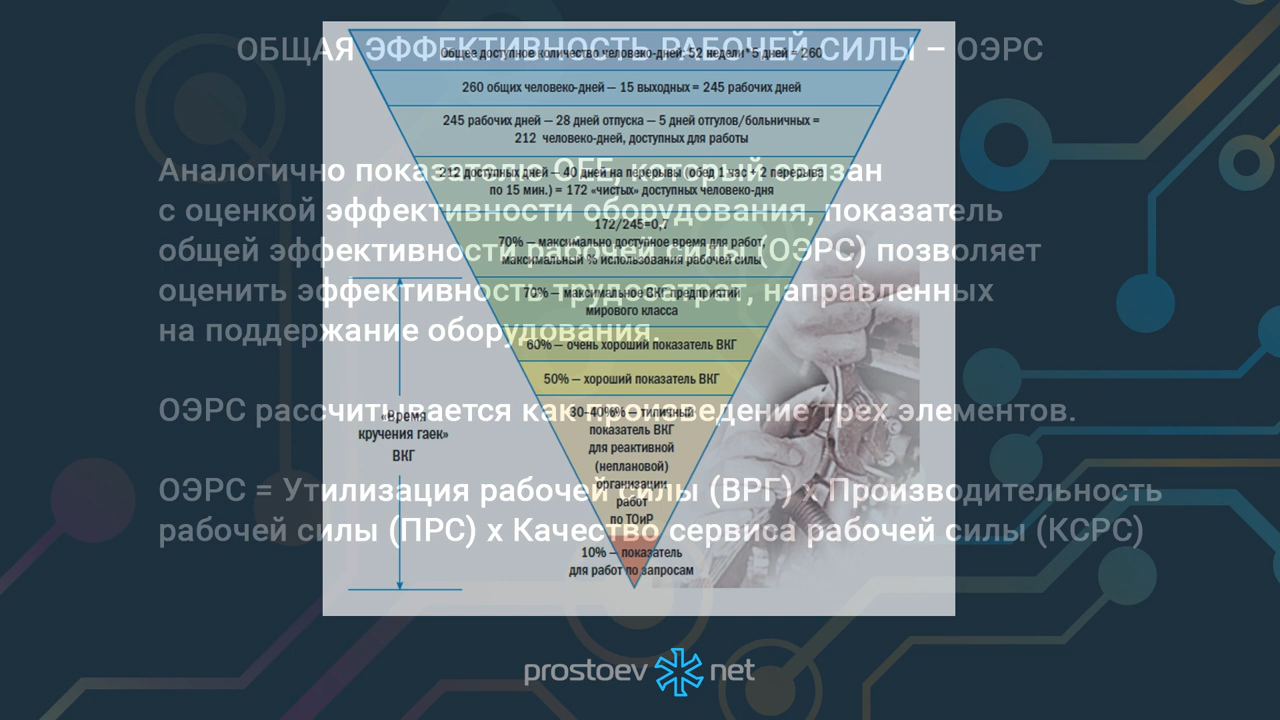 ОБЩАЯ ЭФФЕКТИВНОСТЬ РАБОЧЕЙ СИЛЫ – ОЭРС
Аналогично показателю OEE, который связан
с оценкой эффективности оборудования, показатель
общей эффективности рабочей силы (ОЭРС) позволяет
оценить эффективность трудозатрат, направленных
на поддержание оборудования.
ОЭРС рассчитывается как произведение трех элементов.
ОЭРС = Утилизация рабочей силы (ВРГ) х Производительность
рабочей силы (ПРС) х Качество сервиса рабочей силы (КСРС)
Общее доступное количество человеко-дней: 52 недели*5 дней = 260
260 общих человеко-дней — 15 выходных = 245 рабочих дней
245 рабочих дней — 28 дней отпуска — 5 дней отгулов/больничных =
212 человеко-дней, доступных для работы
212 доступных дней — 40 дней на перерывы (обед 1 час + 2 перерыва
по 15 мин.) = 172 «чистых» доступных человеко-дня
172/245=0,7
70% — максимально доступное время для работ,
максимальный % использования рабочей силы
70% — максимальное ВКГ предприятий
мирового класса
60% — очень хороший показатель ВКГ
50% — хороший показатель ВКГ
30–40%% — типичный
показатель ВКГ
для реактивной
(неплановой)
организации
работ
по ТОиР
10% — показатель
для работ по запросам
«Время
кручения гаек»
ВКГ
prostoev net